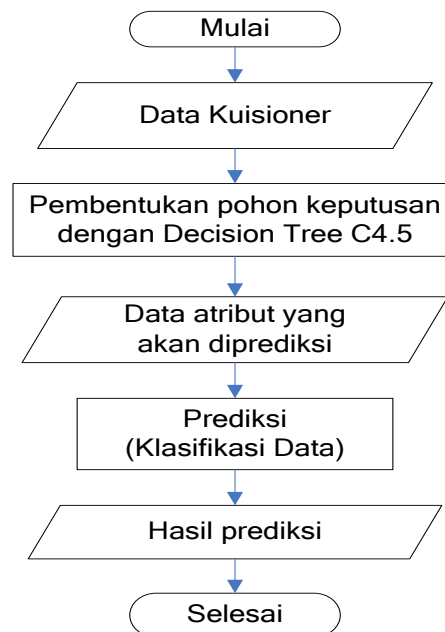 Mulai
Data Kuisioner
Pembentukan pohon keputusan
dengan Decision Tree C4.5
Data atribut yang
akan diprediksi
Prediksi
(Klasifikasi Data)
Hasil prediksi
Selesai